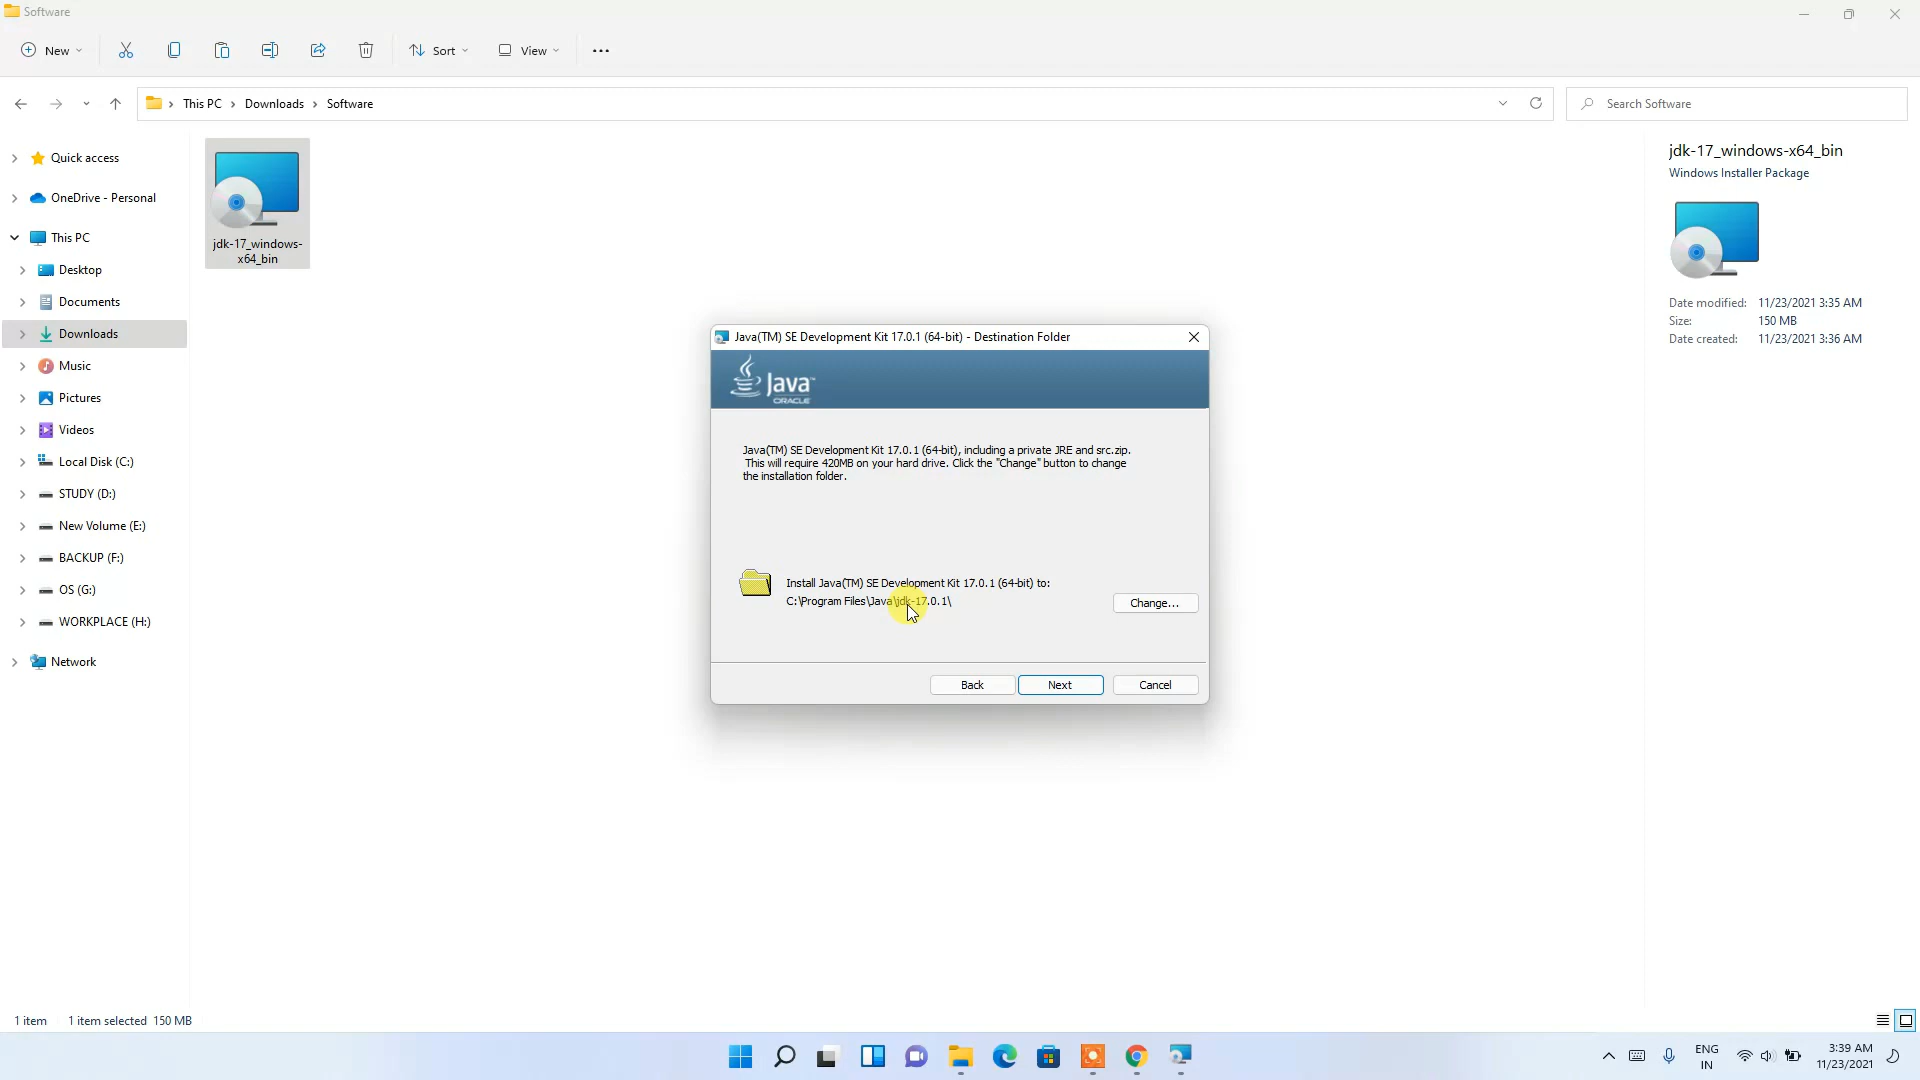 Software
New
Sort
View
This PC
Downloads
Software
Search Software
Quick access
OneDrive - Personal
This PC
Desktop
Documents
Downloads
Music
Pictures
Videos
Local Disk (C:)
STUDY (D:)
New Volume (E:)
BACKUP (F:)
OS (G:)
WORKPLACE (H:)
Network
jdk-17_windows-
x64_bin
jdk-17_windows-x64_bin
Windows Installer Package
Date modified: 11/23/2021 3:35 AM
Size: 150 MB
Date created: 11/23/2021 3:36 AM
Java(TM) SE Development Kit 17.0.1 (64-bit) - Destination Folder
Java™
ORACLE
Java(TM) SE Development Kit 17.0.1 (64-bit), including a private JRE and src.zip.
This will require 420MB on your hard drive. Click the "Change" button to change
the installation folder.
Install Java(TM) SE Development Kit 17.0.1 (64-bit) to:
C:\Program Files\Java\jdk-17.0.1\
Change...
Back
Next
Cancel
1 item
1 item selected 150 MB
ENG
IN
3:39 AM
11/23/2021